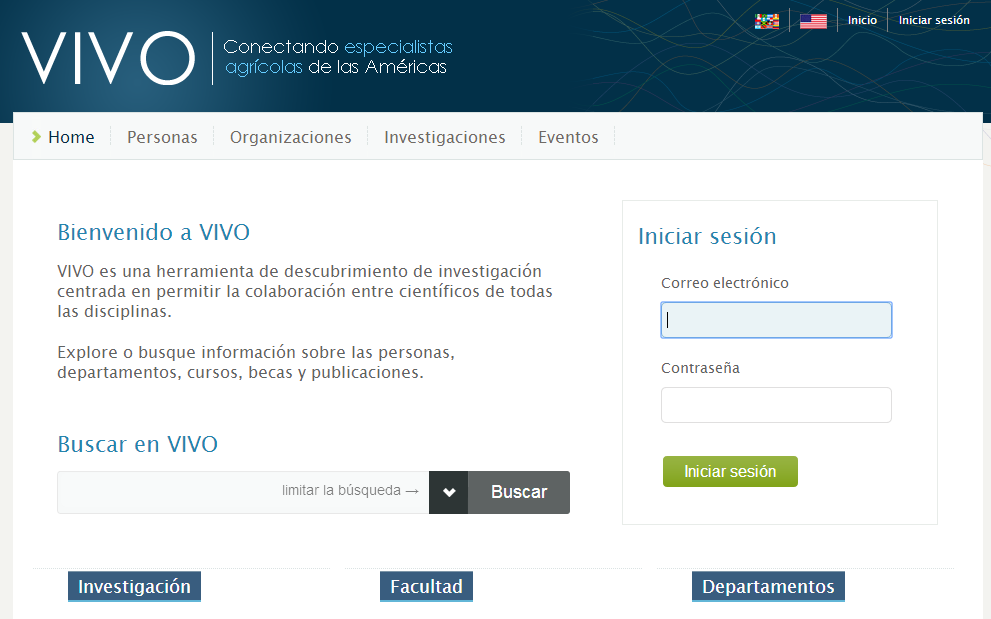 Inicio
Iniciar sesión
VIVO
Conectando especialistas
agrícolas de las Américas
Home
Personas
Organizaciones
Investigaciones
Eventos
Bienvenido a VIVO
VIVO es una herramienta de descubrimiento de investigación
centrada en permitir la colaboración entre científicos de todas
las disciplinas.
Explore o busque información sobre las personas,
departamentos, cursos, becas y publicaciones.
Buscar en VIVO
limitar la búsqueda →
Buscar
Iniciar sesión
Correo electrónico
Contraseña
Iniciar sesión
Investigación
Facultad
Departamentos